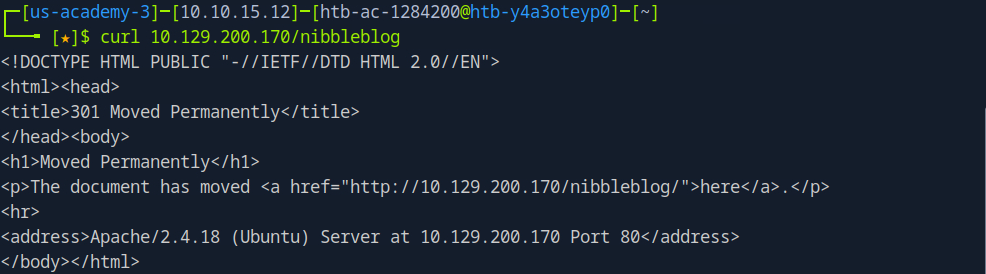 ┌─[us-academy-3]─[10.10.15.12]─[htb-ac-1284200@htb-y4a3oteyp0]─[~]
└──╼ [★]$ curl 10.129.200.170/nibbleblog
<!DOCTYPE HTML PUBLIC "-//IETF//DTD HTML 2.0//EN">
<html><head>
<title>301 Moved Permanently</title>
</head><body>
<h1>Moved Permanently</h1>
<p>The document has moved <a href="http://10.129.200.170/nibbleblog/">here</a>.</p>
<hr>
<address>Apache/2.4.18 (Ubuntu) Server at 10.129.200.170 Port 80</address>
</body></html>